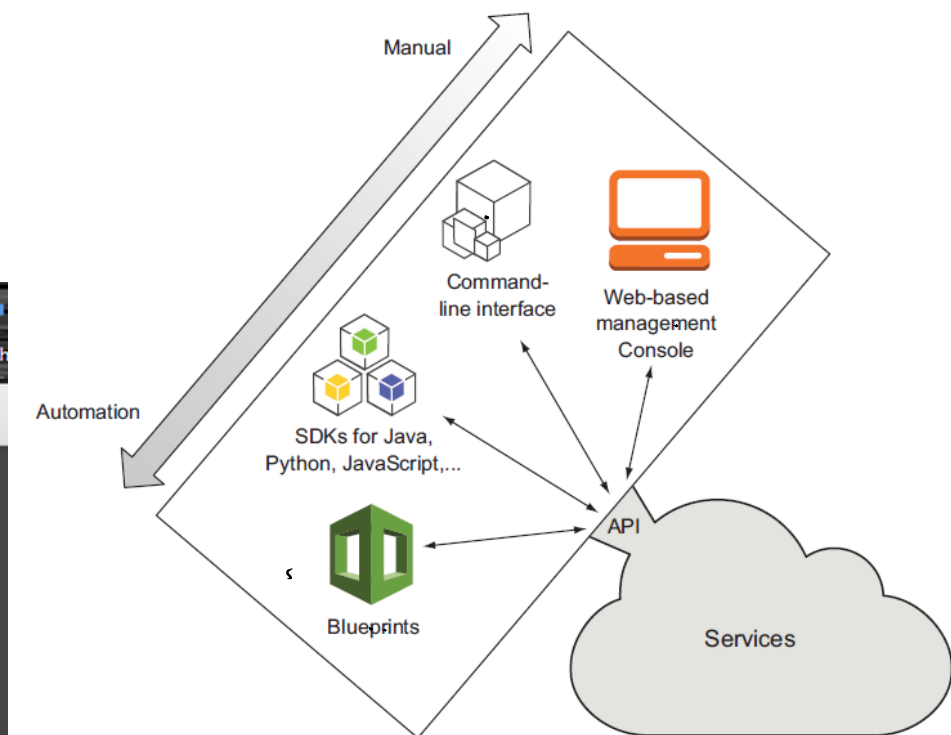 Manual
Command-
line interface
Web-based
management
Console
Automation
SDKs for Java,
Python, JavaScript,...
API
Blueprints
Services